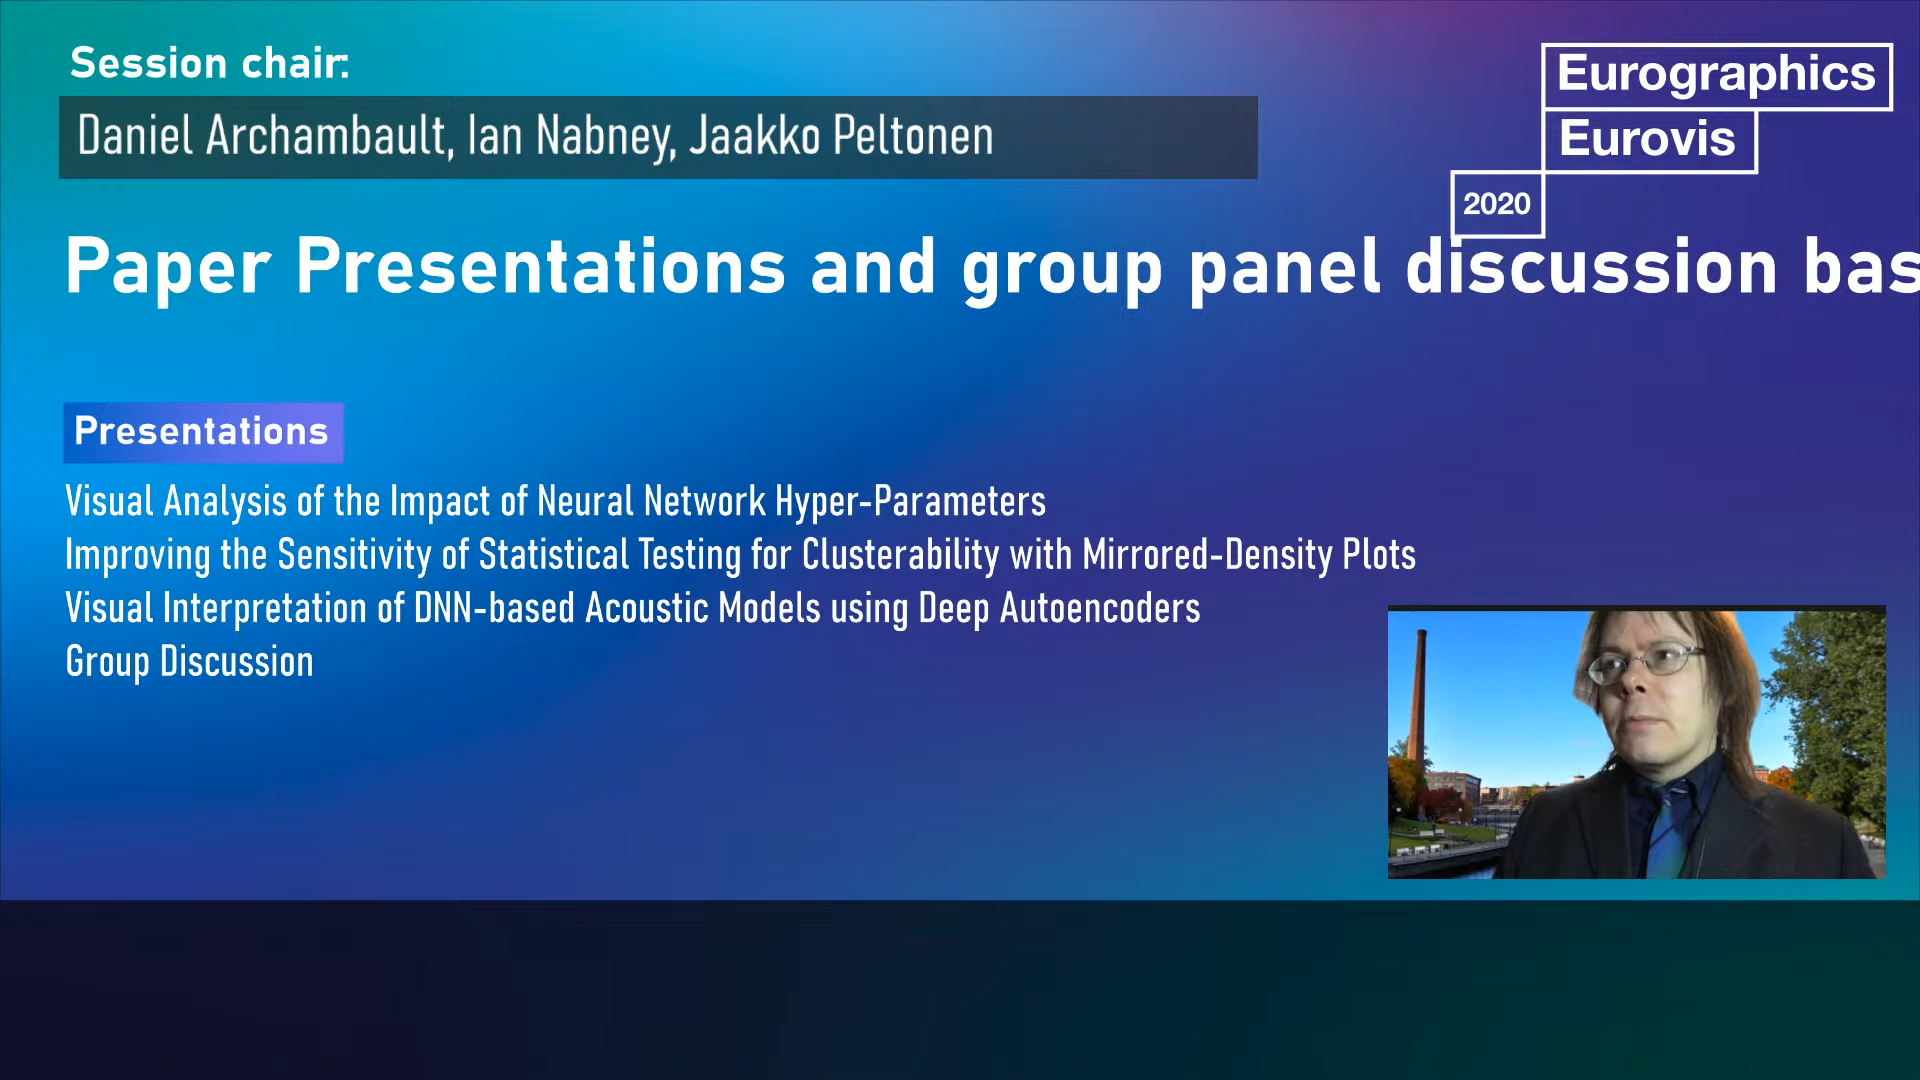 Session chair:
Daniel Archambault, Ian Nabney, Jaakko Peltonen
Eurographics
Eurovis
2020
Paper Presentations and group panel discussion bas
Presentations
Visual Analysis of the Impact of Neural Network Hyper-Parameters
Improving the Sensitivity of Statistical Testing for Clusterability with Mirrored-Density Plots
Visual Interpretation of DNN-based Acoustic Models using Deep Autoencoders
Group Discussion